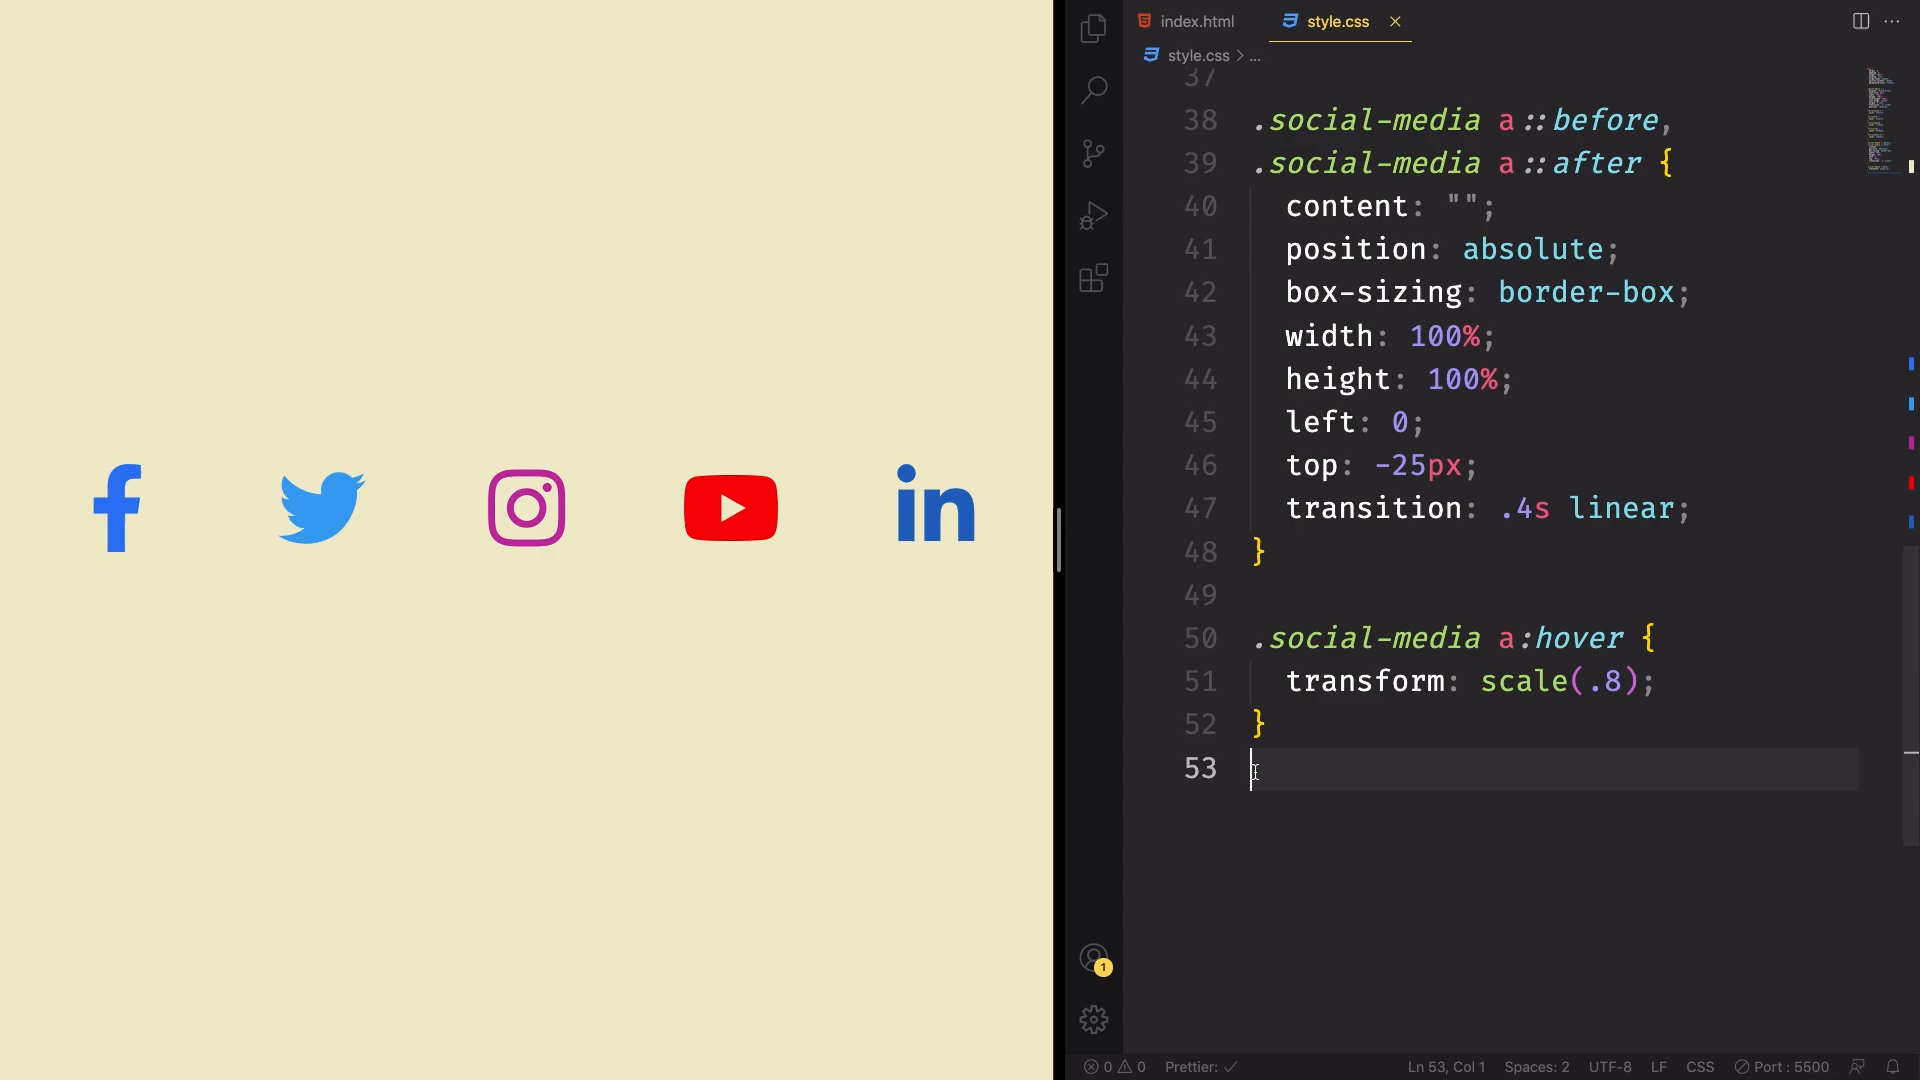 in
index.html
style.css
style.css > ...
37
38 .social-media a::before,
39 .social-media a::after {
40 content: "";
41 position: absolute;
42 box-sizing: border-box;
43 width: 100%;
44 height: 100%;
45 left: 0;
46 top: -25px;
47 transition: .4s linear;
48 }
49
50 .social-media a:hover {
51 transform: scale(.8);
52 }
53
1
0 0 Prettier: ✓ Ln 53, Col 1 Spaces: 2 UTF-8 LF CSS Port : 5500